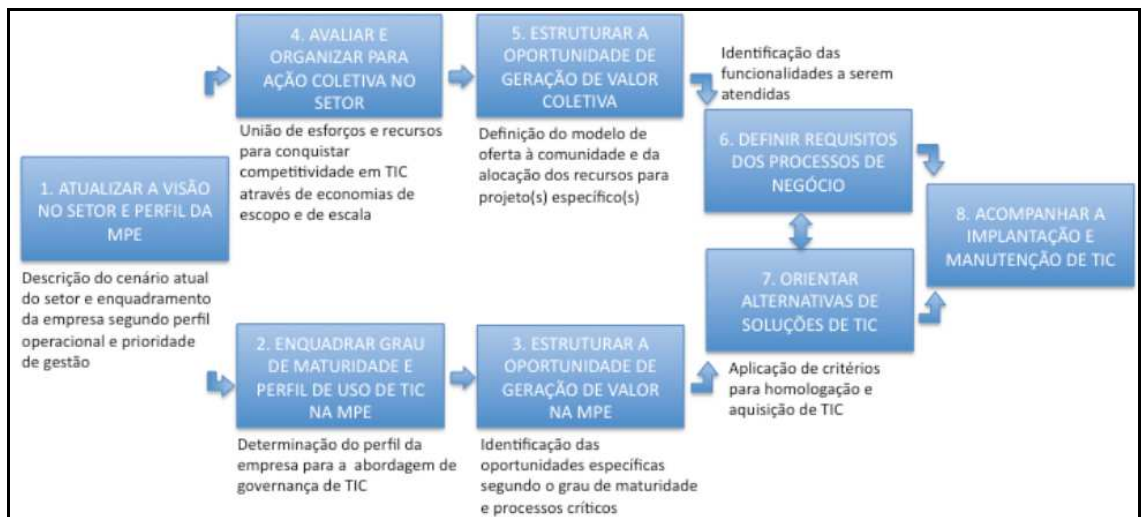 4. AVALIAR E
ORGANIZAR PARA
AÇÃO COLETIVA NO
SETOR
União de esforços e recursos
para conquistar
competitividade em TIC
através de economias de
escopo e de escala
5. ESTRUTURAR A
OPORTUNIDADE DE
GERAÇÃO DE VALOR
COLETIVA
Definição do modelo de
oferta à comunidade e da
alocação dos recursos para
projeto(s) específico(s)
Identificação das
funcionalidades a serem
atendidas
6. DEFINIR REQUISITOS
DOS PROCESSOS DE
NEGÓCIO
1. ATUALIZAR A VISÃO
NO SETOR E PERFIL DA
MPE
Descrição do cenário atual
do setor e enquadramento
da empresa segundo perfil
operacional e prioridade
de gestão
8. ACOMPANHAR A
IMPLANTAÇÃO E
MANUTENÇÃO DE TIC
7. ORIENTAR
ALTERNATIVAS DE
SOLUÇÕES DE TIC
Aplicação de critérios
para homologação e
aquisição de TIC
2. ENQUADRAR GRAU
DE MATURIDADE E
PERFIL DE USO DE TIC
NA MPE
Determinação do perfil da
empresa para a abordagem de
governança de TIC
3. ESTRUTURAR A
OPORTUNIDADE DE
GERAÇÃO DE VALOR
NA MPE
Identificação das
oportunidades específicas
segundo o grau de maturidade
e processos críticos